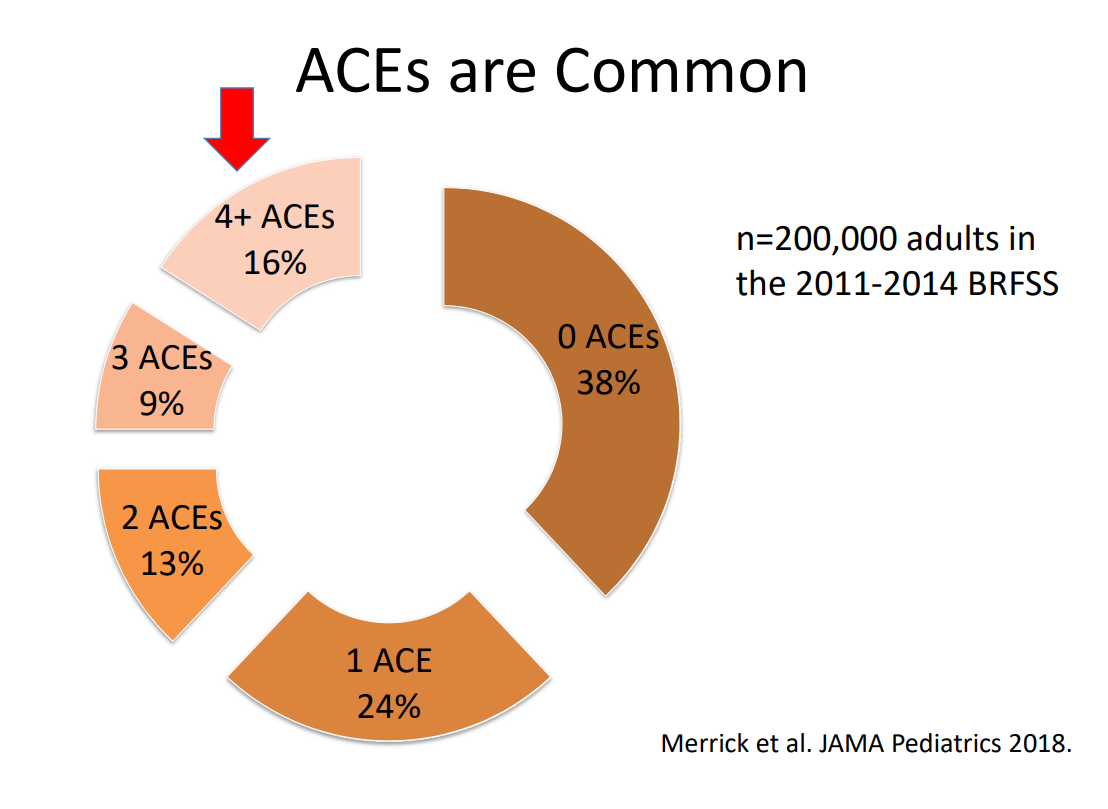 ACEs are Common
4+ ACEs
16%
0 ACEs
38%
n=200,000 adults in
the 2011-2014 BRFSS
3 ACEs
9%
2 ACEs
13%
1 ACE
24%
Merrick et al. JAMA Pediatrics 2018.